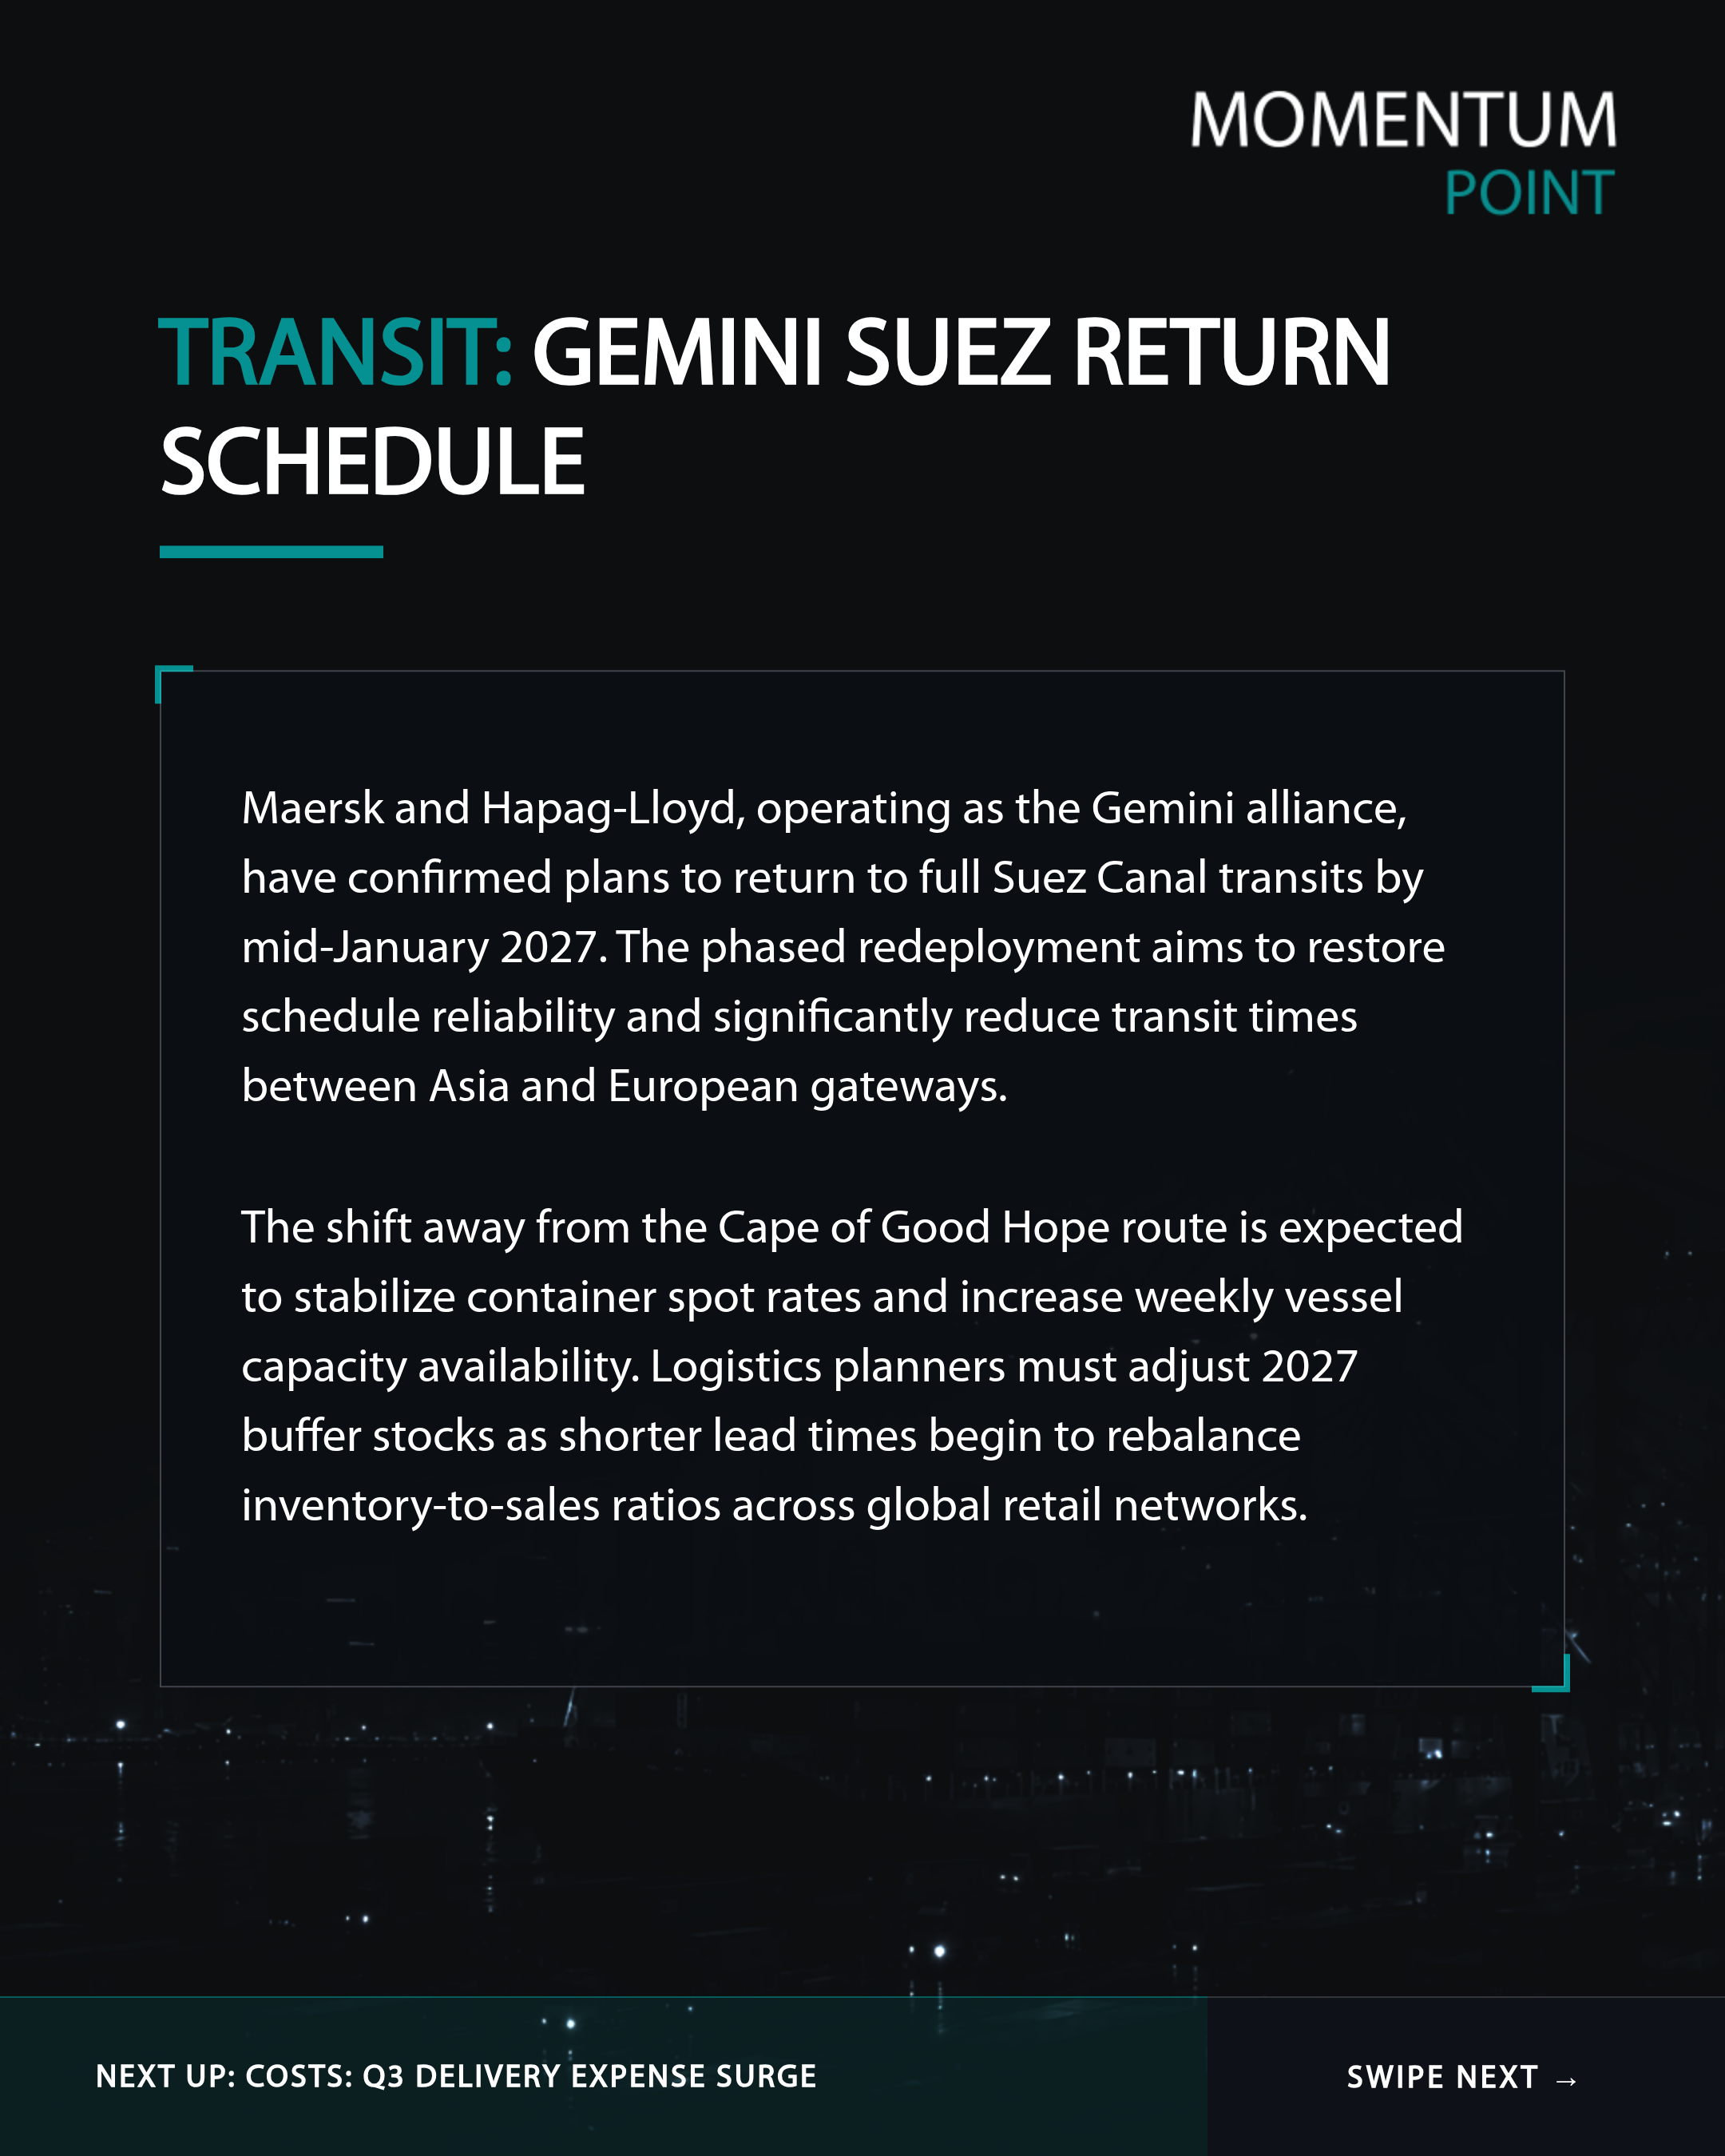 MOMENTUM
POINT
TRANSIT: GEMINI SUEZ RETURN
SCHEDULE
Maersk and Hapag-Lloyd, operating as the Gemini alliance,
have confirmed plans to return to full Suez Canal transits by
mid-January 2027. The phased redeployment aims to restore
schedule reliability and significantly reduce transit times
between Asia and European gateways.
The shift away from the Cape of Good Hope route is expected
to stabilize container spot rates and increase weekly vessel
capacity availability. Logistics planners must adjust 2027
buffer stocks as shorter lead times begin to rebalance
inventory-to-sales ratios across global retail networks.
NEXT UP: COSTS: Q3 DELIVERY EXPENSE SURGE
SWIPE NEXT →